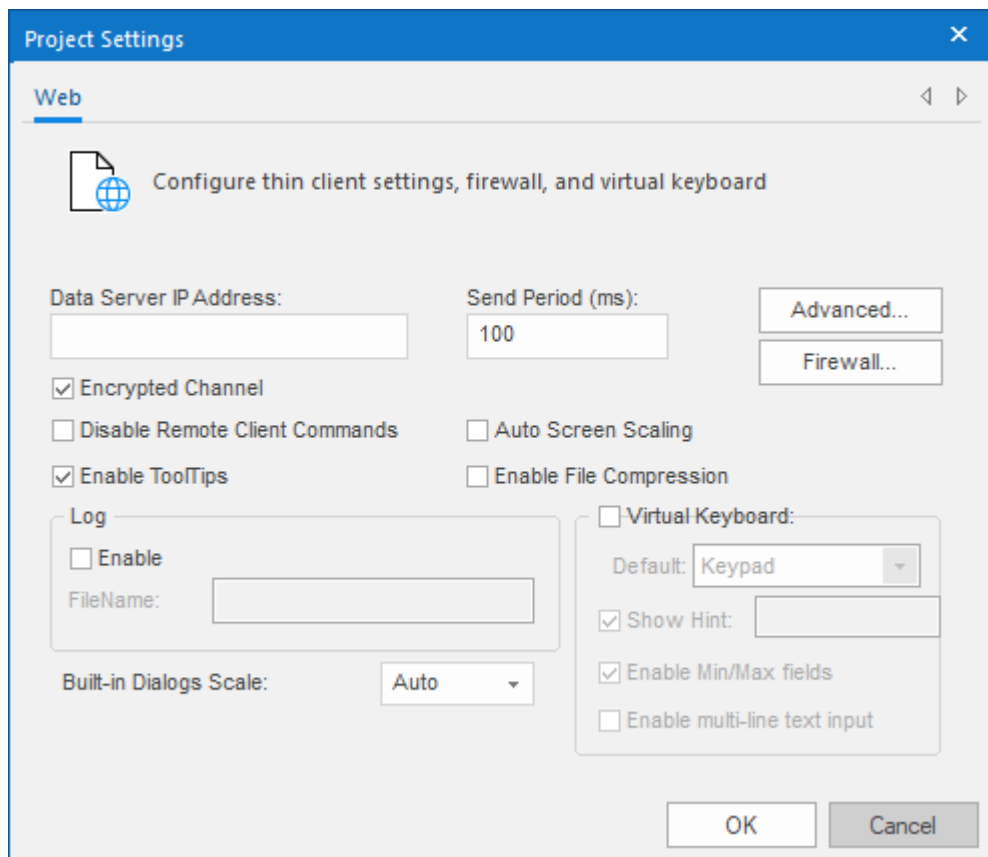 Project Settings
Web
Configure thin client settings, firewall, and virtual keyboard
Data Server IP Address:
Send Period (ms):
100
Advanced...
Firewall...
Encrypted Channel
Disable Remote Client Commands
Auto Screen Scaling
Enable ToolTips
Enable File Compression
Log
Enable
FileName:
Built-in Dialogs Scale:
Auto
Virtual Keyboard:
Default:
Keypad
Show Hint:
Enable Min/Max fields
Enable multi-line text input
OK
Cancel